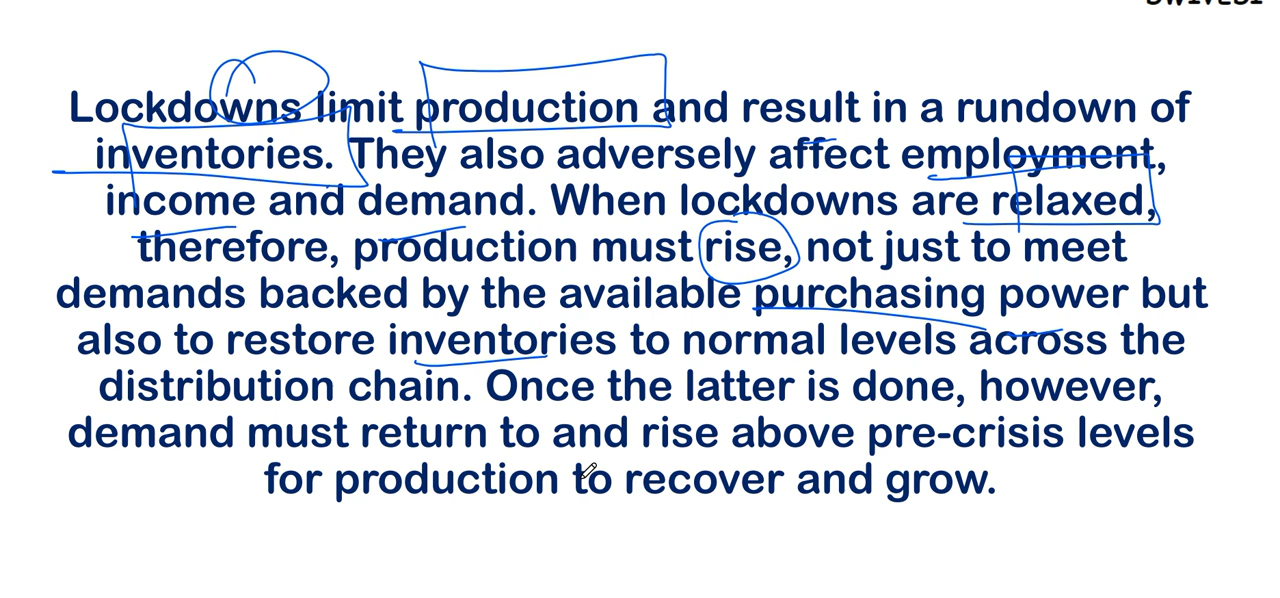 Lockdowns limit production and result in a rundown of
inventories. They also adversely affect employment,
income and demand. When lockdowns are relaxed,
therefore, production must rise, not just to meet
demands backed by the available purchasing power but
also to restore inventories to normal levels across the
distribution chain. Once the latter is done, however,
demand must return to and rise above pre-crisis levels
for production to recover and grow.